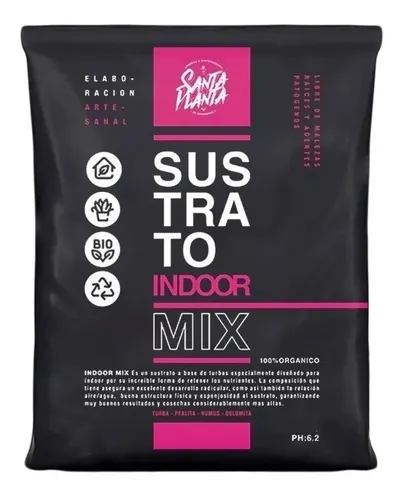 SANTA
PLANTA
ELABO-
RACION
ARTE-
SANAL
LIBRE DE MALEZAS
RAICES Y AGENTES
PATOGENOS
SUS
TRA
TO
INDOOR
MIX
BIO
100%ORGANICO
INDOOR MIX Es un sustrato a base de turbas especialmente diseñado para
indoor por su increible forma de retener los nutrientes. La composición que
tiene asegura un excelente desarrollo radicular, como asi también la relación
aire/agua, buena estructura física y esponjosidad al sustrato, garantizando
muy buenos resultados y cosechas considerablemente mas altas.
TURBA - PERLITA - HUMUS - DOLOMITA
PH:6.2